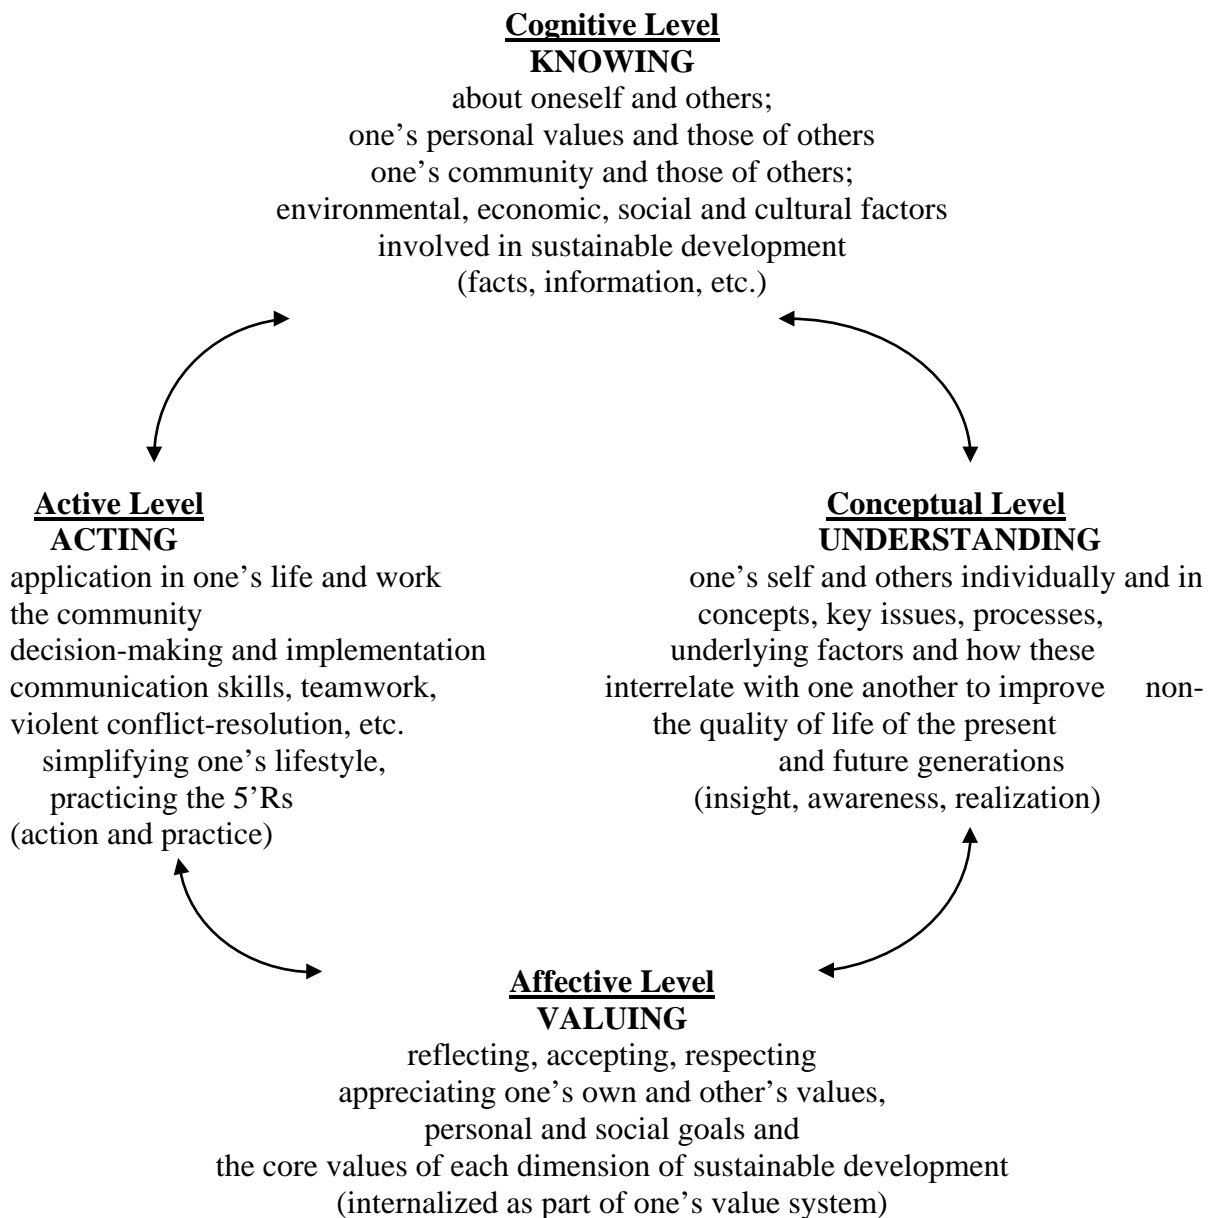 Cognitive Level
KNOWING
about oneself and others;
one’s personal values and those of others
one’s community and those of others;
environmental, economic, social and cultural factors
involved in sustainable development
(facts, information, etc.)
Active Level
ACTING
application in one’s life and work
the community
decision-making and implementation
communication skills, teamwork,
violent conflict-resolution, etc.
simplifying one’s lifestyle,
practicing the 5’Rs
(action and practice)
Conceptual Level
UNDERSTANDING
one’s self and others individually and in
concepts, key issues, processes,
underlying factors and how these
interrelate with one another to improve non-
the quality of life of the present
and future generations
(insight, awareness, realization)
Affective Level
VALUING
reflecting, accepting, respecting
appreciating one’s own and other’s values,
personal and social goals and
the core values of each dimension of sustainable development
(internalized as part of one’s value system)